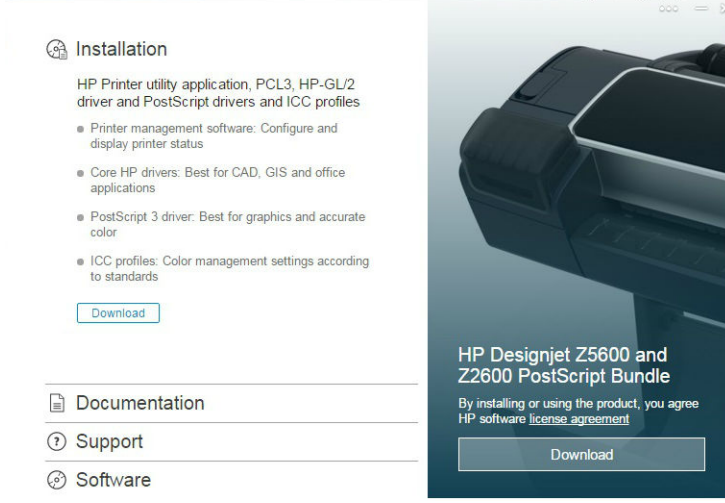 Installation
HP Printer utility application, PCL3, HP-GL/2
driver and PostScript drivers and ICC profiles
Printer management software: Configure and
display printer status
Core HP drivers: Best for CAD, GIS and office
applications
PostScript 3 driver: Best for graphics and accurate
color
ICC profiles: Color management settings according
to standards
Download
Documentation
Support
Software
HP Designjet Z5600 and
Z2600 PostScript Bundle
By installing or using the product, you agree
HP software license agreement
Download